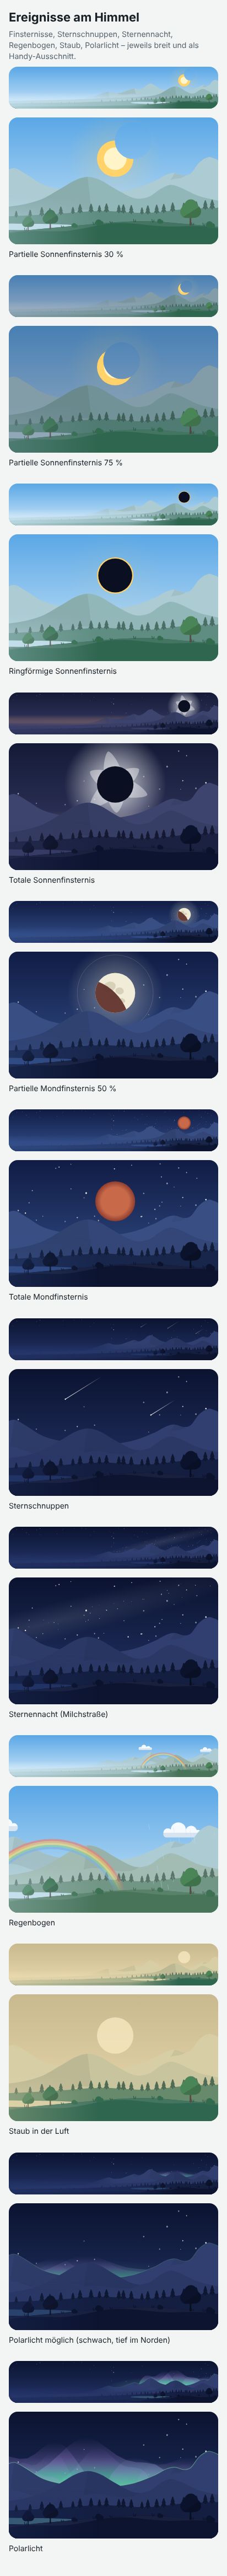 Ereignisse am Himmel
Finsternisse, Sternschnuppen, Sternennacht,
Regenbogen, Staub, Polarlicht – jeweils breit und als
Handy-Ausschnitt.
Partielle Sonnenfinsternis 30 %
Partielle Sonnenfinsternis 75 %
Ringförmige Sonnenfinsternis
Totale Sonnenfinsternis
Partielle Mondfinsternis 50 %
Totale Mondfinsternis
Sternschnuppen
Sternennacht (Milchstraße)
Regenbogen
Staub in der Luft
Polarlicht möglich (schwach, tief im Norden)
Polarlicht